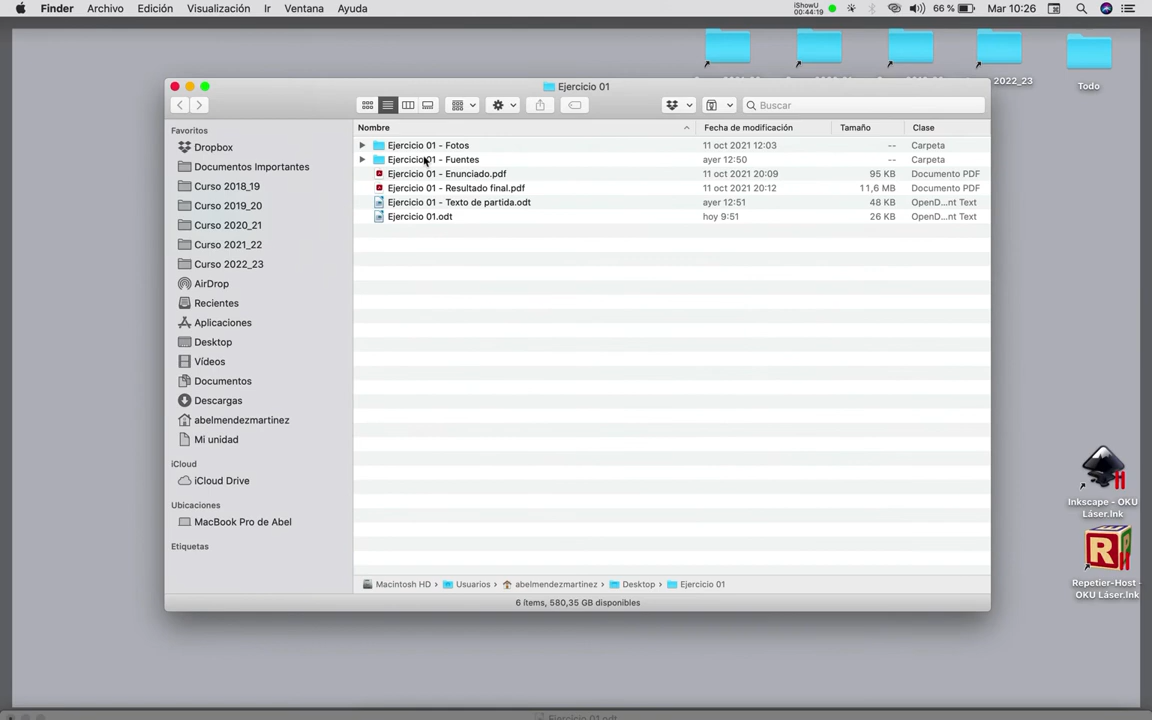 Finder Archivo Edición Visualización Ir Ventana Ayuda iShowU 00:44:19 66 % Mar 10:26
2022_23 Todo
Ejercicio 01
Buscar
Favoritos
Dropbox
Documentos Importantes
Curso 2018_19
Curso 2019_20
Curso 2020_21
Curso 2021_22
Curso 2022_23
AirDrop
Recientes
Aplicaciones
Desktop
Vídeos
Documentos
Descargas
abelmendezmartinez
Mi unidad
iCloud
iCloud Drive
Ubicaciones
MacBook Pro de Abel
Etiquetas
Nombre Fecha de modificación Tamaño Clase
Ejercicio 01 - Fotos 11 oct 2021 12:03 -- Carpeta
Ejercicio 01 - Fuentes ayer 12:50 -- Carpeta
Ejercicio 01 - Enunciado.pdf 11 oct 2021 20:09 95 KB Documento PDF
Ejercicio 01 - Resultado final.pdf 11 oct 2021 20:12 11,6 MB Documento PDF
Ejercicio 01 - Texto de partida.odt ayer 12:51 48 KB OpenD...nt Text
Ejercicio 01.odt hoy 9:51 26 KB OpenD...nt Text
Macintosh HD › Usuarios › abelmendezmartinez › Desktop › Ejercicio 01
6 ítems, 580,35 GB disponibles
Inkscape - OKU
Láser.lnk
Repetier-Host -
OKU Láser.lnk
Ejercicio 01.odt